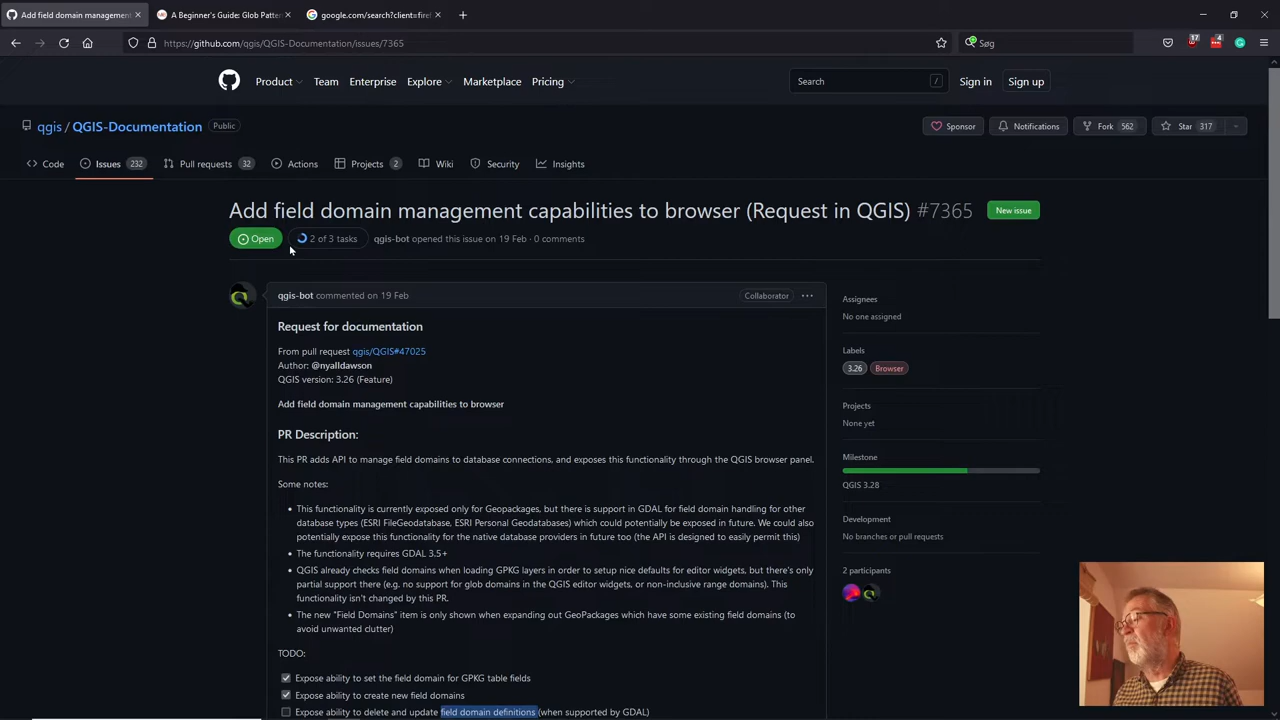 Add field domain management
A Beginner's Guide: Glob Patter
google.com/search?client=firef
https://github.com/qgis/QGIS-Documentation/issues/7365
Søg
17
4
Product
Team
Enterprise
Explore
Marketplace
Pricing
Search
/
Sign in
Sign up
qgis / QGIS-Documentation
Public
Sponsor
Notifications
Fork 562
Star 317
Code
Issues 232
Pull requests 32
Actions
Projects 2
Wiki
Security
Insights
Add field domain management capabilities to browser (Request in QGIS) #7365
New issue
Open
2 of 3 tasks
qgis-bot opened this issue on 19 Feb · 0 comments
qgis-bot commented on 19 Feb
Collaborator
Request for documentation
From pull request qgis/QGIS#47025
Author: @nyalldawson
QGIS version: 3.26 (Feature)
Add field domain management capabilities to browser
PR Description:
This PR adds API to manage field domains to database connections, and exposes this functionality through the QGIS browser panel.
Some notes:
This functionality is currently exposed only for Geopackages, but there is support in GDAL for field domain handling for other
database types (ESRI FileGeodatabase, ESRI Personal Geodatabases) which could potentially be exposed in future. We could also
potentially expose this functionality for the native database providers in future too (the API is designed to easily permit this)
The functionality requires GDAL 3.5+
QGIS already checks field domains when loading GPKG layers in order to setup nice defaults for editor widgets, but there's only
partial support there (e.g. no support for glob domains in the QGIS editor widgets, or non-inclusive range domains). This
functionality isn't changed by this PR.
The new "Field Domains" item is only shown when expanding out GeoPackages which have some existing field domains (to
avoid unwanted clutter)
TODO:
Expose ability to set the field domain for GPKG table fields
Expose ability to create new field domains
Expose ability to delete and update field domain definitions (when supported by GDAL)
Assignees
No one assigned
Labels
3.26
Browser
Projects
None yet
Milestone
QGIS 3.28
Development
No branches or pull requests
2 participants